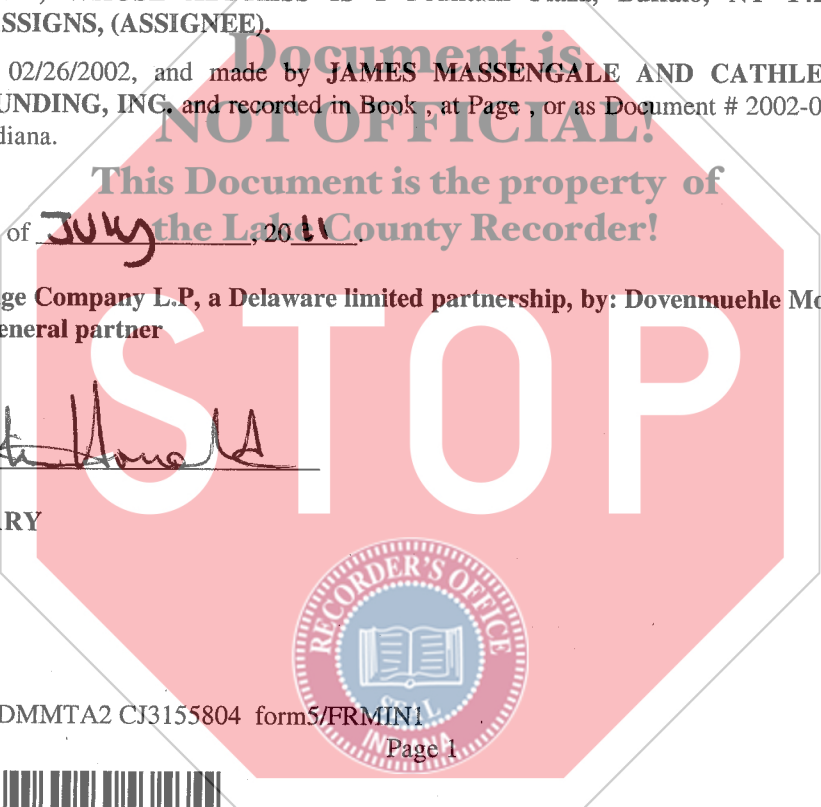 SSIGNS, (ASSIGNEE).
Document is
02/26/2002, and made by JAMES MASSENGALE AND CATHLE
UNDING, ING. and recorded in Book , at Page , or as Document # 2002-0
NOT OFFICIAL!
diana.
This Document is the property of
of July , 20 11 .
the Lake County Recorder!
ge Company L.P, a Delaware limited partnership, by: Dovenmuehle Mo
eneral partner
STOP
RY
RECORDER'S OFFICE
SEAL
INDIANA
DMMTA2 CJ3155804 form5/FRMIN1
Page 1